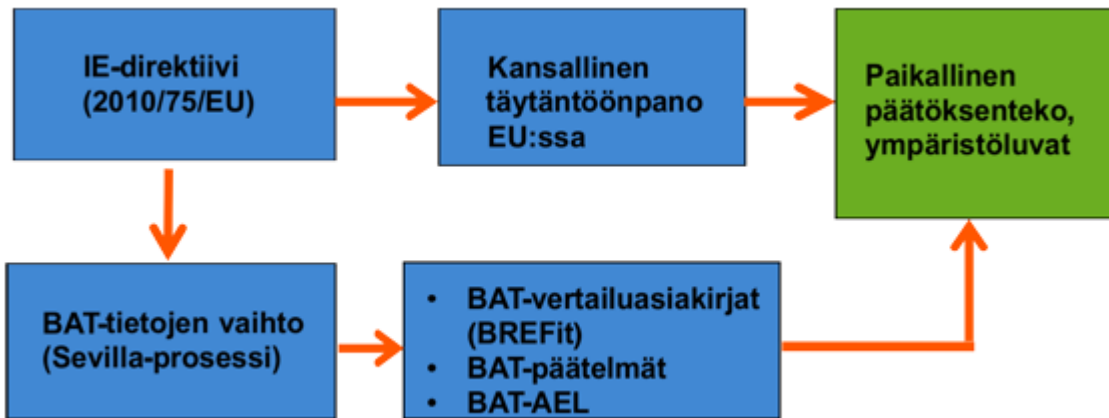 IE-direktiivi
(2010/75/EU)
Kansallinen
täytäntöönpano
EU:ssa
Paikallinen
päätöksenteko,
ympäristöluvat
BAT-tietojen vaihto
(Sevilla-prosessi)
• BAT-vertailuasiakirjat
(BREFit)
• BAT-päätelmät
• BAT-AEL